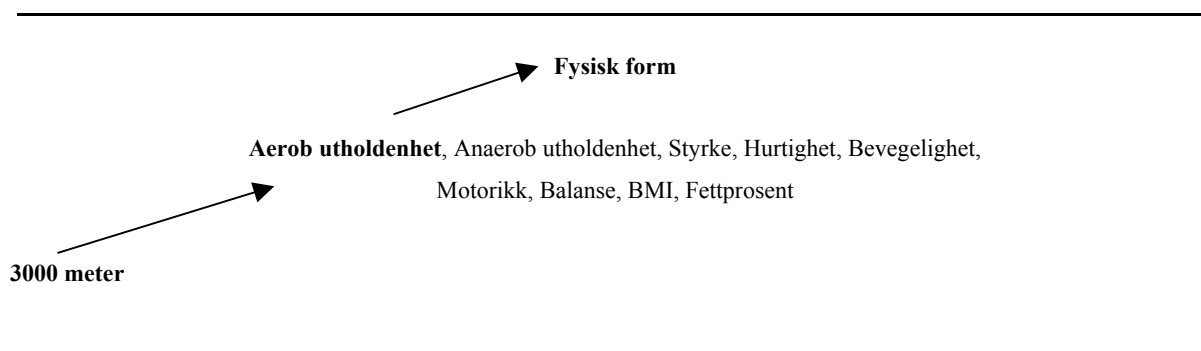 Fysisk form
Aerob utholdenhet, Anaerob utholdenhet, Styrke, Hurtighet, Bevegelighet,
Motorikk, Balanse, BMI, Fettprosent
3000 meter